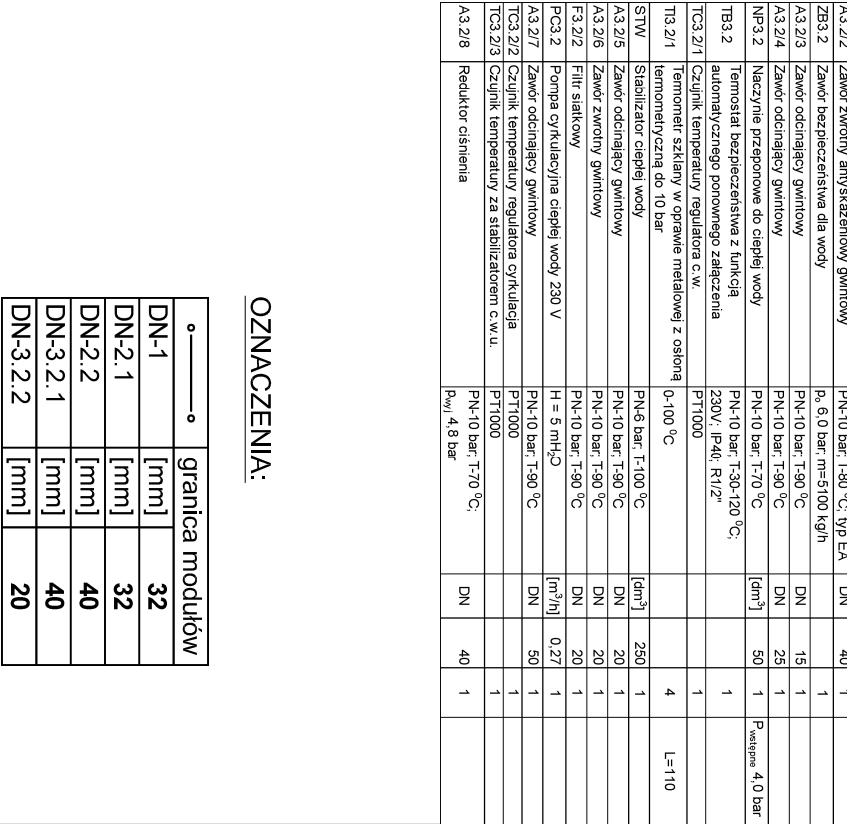 A3.2/2 Zawór zwrotny antyskażeniowy gwintowy PN-10 bar; T-80 °C; typ EA DN 40 1
ZB3.2 Zawór bezpieczeństwa dla wody p₀ 6,0 bar; m=5100 kg/h 1
A3.2/3 Zawór odcinający gwintowy PN-10 bar; T-90 °C DN 15 1
A3.2/4 Zawór odcinający gwintowy PN-10 bar; T-90 °C DN 25 1
NP3.2 Naczynie przeponowe do ciepłej wody PN-10 bar; T-70 °C [dm³] 50 1 P wstępne 4,0 bar
TB3.2 Termostat bezpieczeństwa z funkcją
automatycznego ponownego załączenia PN-10 bar; T-30-120 °C;
230V; IP40; R1/2" 1
TC3.2/1 Czujnik temperatury regulatora c.w. PT1000 1
TI3.2/1 Termometr szklany w oprawie metalowej z osłoną
termometryczną do 10 bar 0-100 °C 4 L=110
STW Stabilizator ciepłej wody PN-6 bar; T-100 °C [dm³] 250 1
A3.2/5 Zawór odcinający gwintowy PN-10 bar; T-90 °C DN 20 1
A3.2/6 Zawór zwrotny gwintowy PN-10 bar; T-90 °C DN 20 1
F3.2/2 Filtr siatkowy PN-10 bar; T-90 °C DN 20 1
PC3.2 Pompa cyrkulacyjna ciepłej wody 230 V H = 5 mH₂O [m³/h] 0,27 1
A3.2/7 Zawór odcinający gwintowy PN-10 bar; T-90 °C DN 50 1
TC3.2/2 Czujnik temperatury regulatora cyrkulacja PT1000 1
TC3.2/3 Czujnik temperatury za stabilizatorem c.w.u. PT1000 1
A3.2/8 Reduktor ciśnienia PN-10 bar; T-70 °C;
pwyj 4,8 bar DN 40 1
OZNACZENIA:
granica modułów
DN-1 [mm] 32
DN-2.1 [mm] 32
DN-2.2 [mm] 40
DN-3.2.1 [mm] 40
DN-3.2.2 [mm] 20